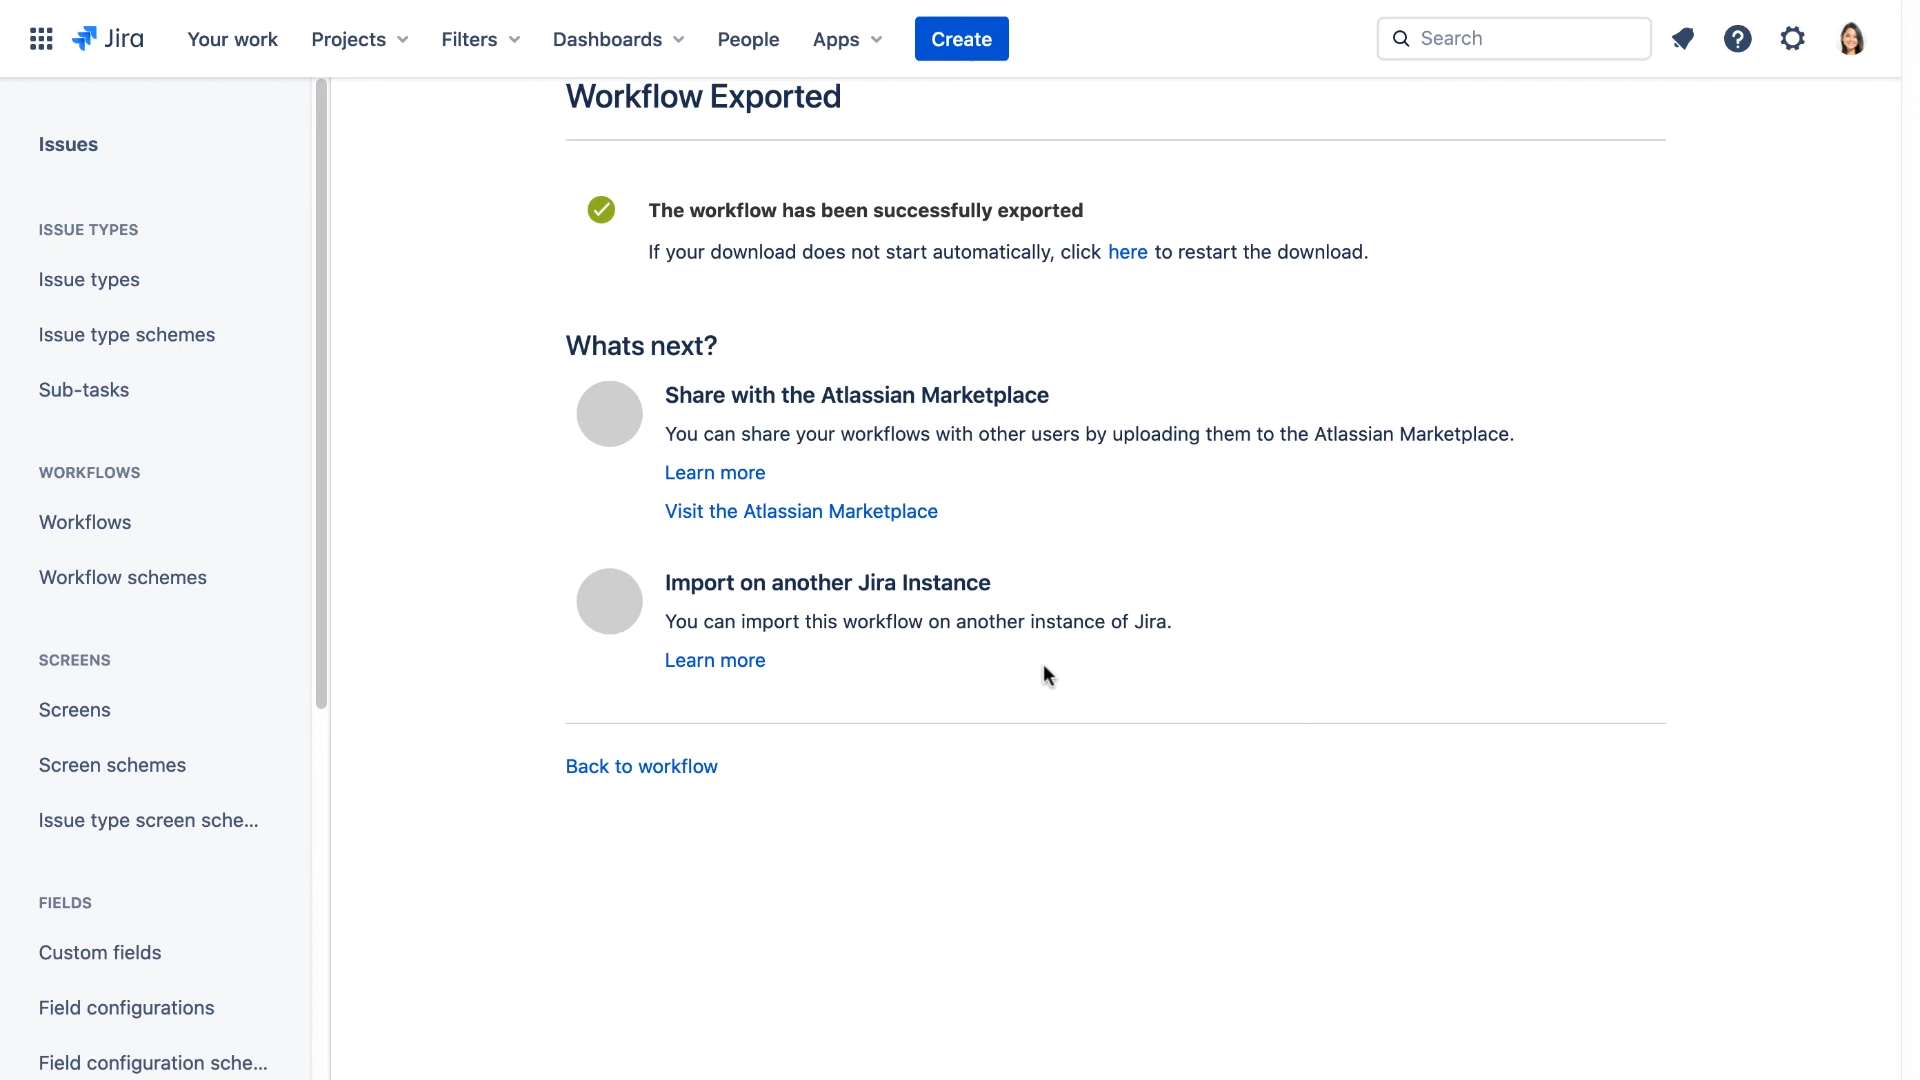 Jira
Your work
Projects
Filters
Dashboards
People
Apps
Create
Search
Issues
ISSUE TYPES
Issue types
Issue type schemes
Sub-tasks
WORKFLOWS
Workflows
Workflow schemes
SCREENS
Screens
Screen schemes
Issue type screen sche...
FIELDS
Custom fields
Field configurations
Field configuration sche...
Workflow Exported
The workflow has been successfully exported
If your download does not start automatically, click here to restart the download.
Whats next?
Share with the Atlassian Marketplace
You can share your workflows with other users by uploading them to the Atlassian Marketplace.
Learn more
Visit the Atlassian Marketplace
Import on another Jira Instance
You can import this workflow on another instance of Jira.
Learn more
Back to workflow